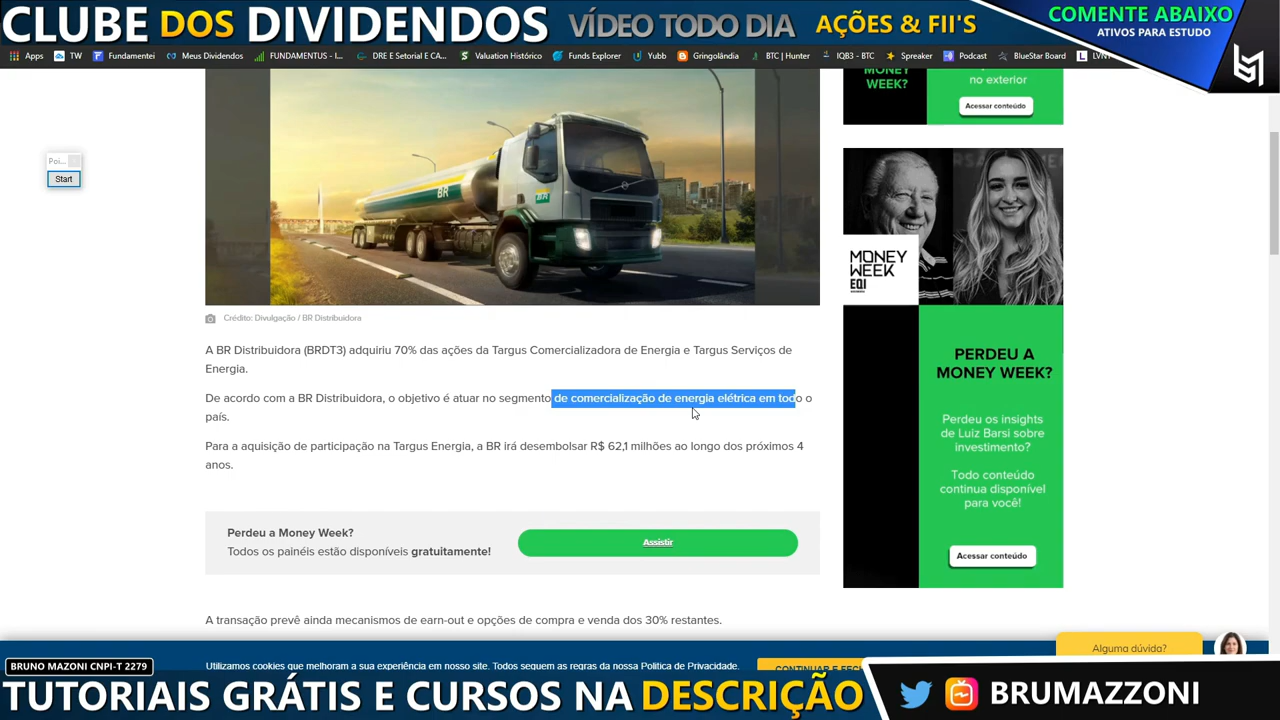 CLUBE DOS DIVIDENDOS
VÍDEO TODO DIA
AÇÕES & FII'S
COMENTE ABAIXO
ATIVOS PARA ESTUDO
Apps
TW
Fundamentei
Meus Dividendos
FUNDAMENTUS - I...
DRE E Setorial E CA...
Valuation Histórico
Funds Explorer
Yubb
Gringolândia
BTC | Hunter
IQB3 - BTC
Spreaker
Podcast
BlueStar Board
MONEY
WEEK?
no exterior
Acessar conteúdo
Poi...
Start
BR
MONEY
WEEK
EQI
Crédito: Divulgação / BR Distribuidora
A BR Distribuidora (BRDT3) adquiriu 70% das ações da Targus Comercializadora de Energia e Targus Serviços de
Energia.
De acordo com a BR Distribuidora, o objetivo é atuar no segmento de comercialização de energia elétrica em todo o
país.
Para a aquisição de participação na Targus Energia, a BR irá desembolsar R$ 62,1 milhões ao longo dos próximos 4
anos.
PERDEU A
MONEY WEEK?
Perdeu os insights
de Luiz Barsi sobre
investimento?
Todo conteúdo
continua disponível
para você!
Acessar conteúdo
Perdeu a Money Week?
Todos os painéis estão disponíveis gratuitamente!
Assistir
A transação prevê ainda mecanismos de earn-out e opções de compra e venda dos 30% restantes.
Alguma dúvida?
BRUNO MAZONI CNPI-T 2279
Utilizamos cookies que melhoram a sua experiência em nosso site. Todos seguem as regras da nossa Política de Privacidade.
CONTINUAR E FECH
TUTORIAIS GRÁTIS E CURSOS NA DESCRIÇÃO
BRUMAZZONI